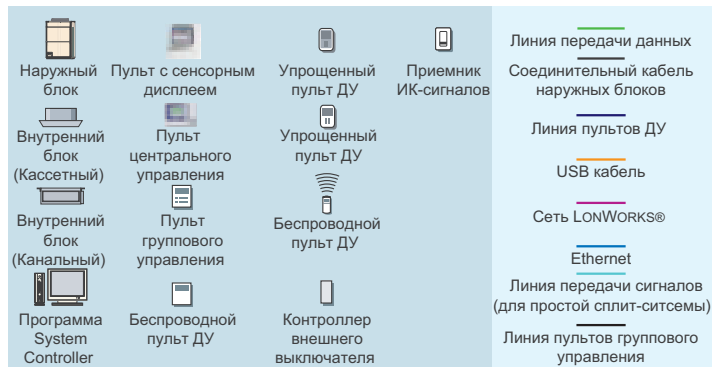 Наружный
блок
Пульт с сенсорным
дисплеем
Упрощенный
пульт ДУ
Приемник
ИК-сигналов
Внутренний
блок
(Кассетный)
Пульт
центрального
управления
Упрощенный
пульт ДУ
Внутренний
блок
(Канальный)
Пульт
группового
управления
Беспроводной
пульт ДУ
Программа
System
Controller
Беспроводной
пульт ДУ
Контроллер
внешнего
выключателя
Линия передачи данных
Соединительный кабель
наружных блоков
Линия пультов ДУ
USB кабель
Сеть LONWORKS®
Ethernet
Линия передачи сигналов
(для простой сплит-ситсемы)
Линия пультов группового
управления